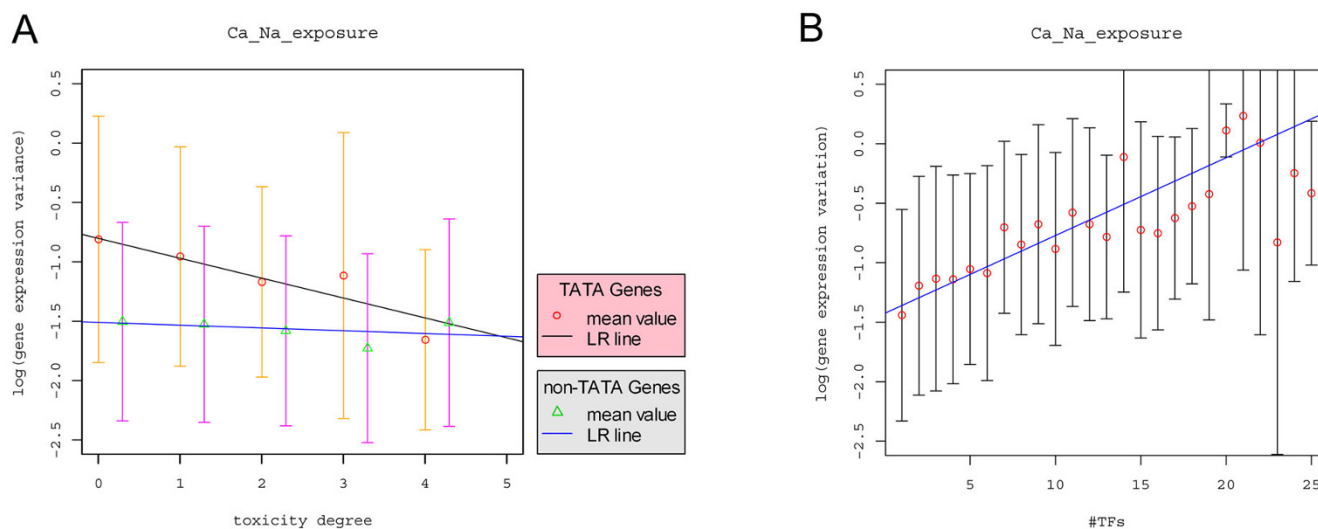 A
Ca_Na_exposure
log(gene expression variance)
0.5
0.0
-0.5
-1.0
-1.5
-2.0
-2.5
0 1 2 3 4 5
toxicity degree
TATA Genes
mean value
LR line
non-TATA Genes
mean value
LR line
B
Ca_Na_exposure
log(gene expression variation)
0.5
0.0
-0.5
-1.0
-1.5
-2.0
-2.5
5 10 15 20 25
#TFs